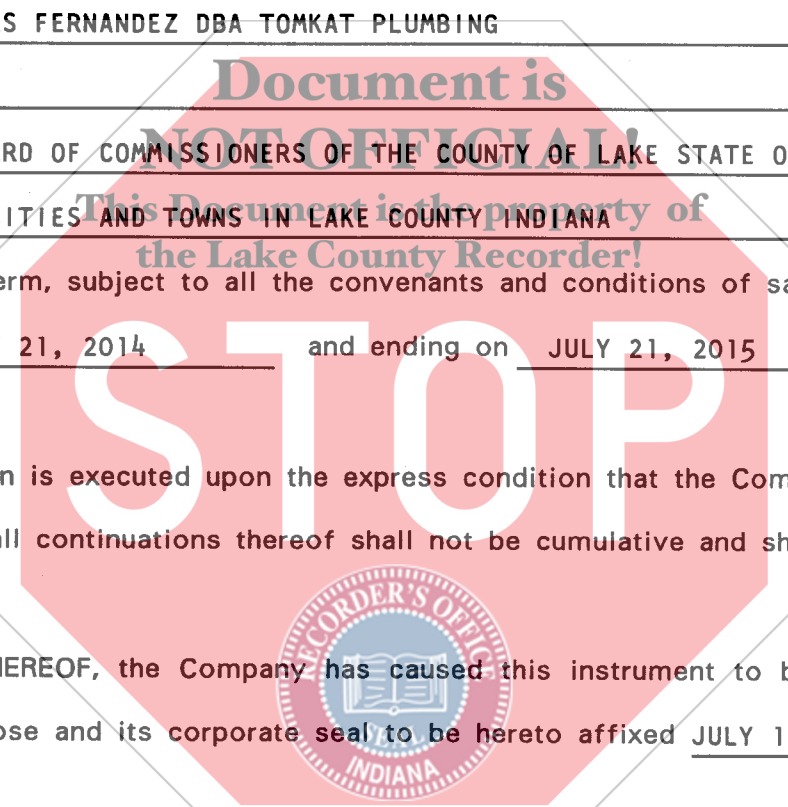 S FERNANDEZ DBA TOMKAT PLUMBING
Document is
NOT OFFICIAL!
RD OF COMMISSIONERS OF THE COUNTY OF LAKE STATE O
This Document is the property of
ITIES AND TOWNS IN LAKE COUNTY INDIANA
the Lake County Recorder!
erm, subject to all the convenants and conditions of sa
21, 2014 and ending on JULY 21, 2015
STOP
n is executed upon the express condition that the Com
all continuations thereof shall not be cumulative and sh
RECORDER'S OFFICE
HEREOF, the Company has caused this instrument to b
ose and its corporate seal to be hereto affixed JULY 1
SEAL
INDIANA